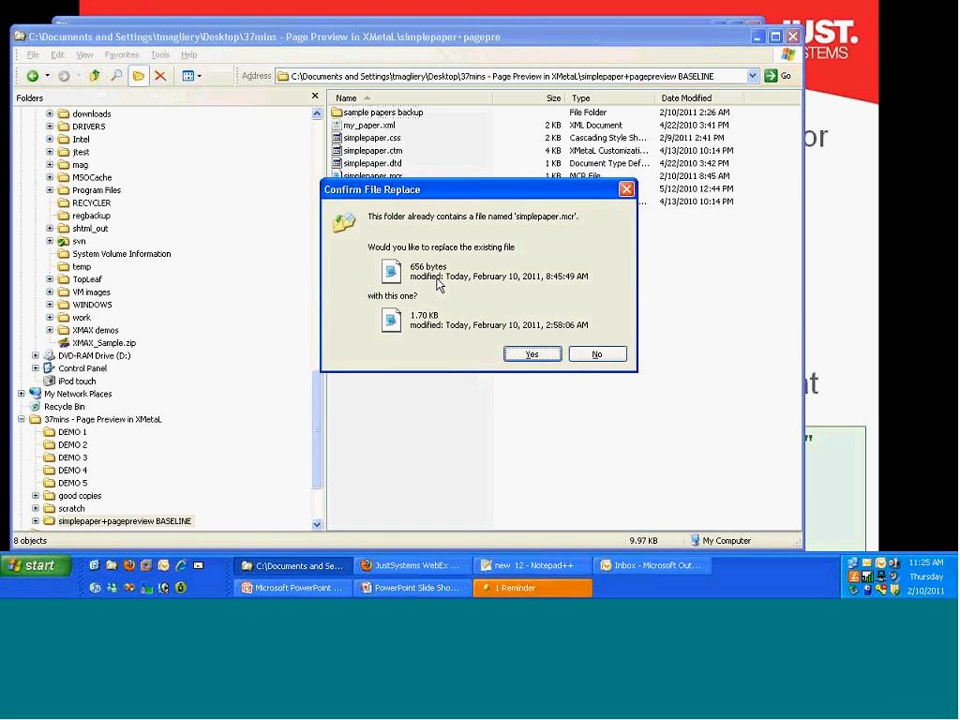 C:\Documents and Settings\tmagliery\Desktop\37mins - Page Preview in XMetaL\simplepaper+pagepre
JUST.
SYSTEMS
File Edit View Favorites Tools Help
Address C:\Documents and Settings\tmagliery\Desktop\37mins - Page Preview in XMetaL\simplepaper+pagepreview BASELINE Go
Folders
Name Size Type Date Modified
sample papers backup File Folder 2/10/2011 2:26 AM
my_paper.xml 2 KB XML Document 4/22/2010 3:41 PM
simplepaper.css 2 KB Cascading Style Sh... 2/9/2011 2:41 PM
simplepaper.ctm 4 KB XMetaL Customizati... 4/13/2010 10:14 PM
simplepaper.dtd 2 KB Document Type Def... 4/22/2010 3:42 PM
simplepaper.mcr 1 KB MCR File 2/10/2011 8:45 AM
5/12/2010 12:44 PM
4/13/2010 10:14 PM
or
downloads
DRIVERS
Intel
jtest
mag
MSOCache
Program Files
RECYCLER
regbackup
shtml_out
svn
System Volume Information
temp
TopLeaf
VM images
WINDOWS
work
XMAX demos
XMAX_Sample.zip
DVD-RAM Drive (D:)
Control Panel
iPod touch
My Network Places
Recycle Bin
37mins - Page Preview in XMetaL
DEMO 1
DEMO 2
DEMO 3
DEMO 4
DEMO 5
good copies
scratch
simplepaper+pagepreview BASELINE
Confirm File Replace
This folder already contains a file named 'simplepaper.mcr'.
Would you like to replace the existing file
656 bytes
modified: Today, February 10, 2011, 8:45:49 AM
with this one?
1.70 KB
modified: Today, February 10, 2011, 2:58:06 AM
Yes No
nt
"
8 objects 9.97 KB My Computer
start
C:\Documents and Se... JustSystems WebEx ... new 12 - Notepad++ Inbox - Microsoft Out...
Microsoft PowerPoint ... PowerPoint Slide Sho... 1 Reminder
11:25 AM
Thursday
2/10/2011